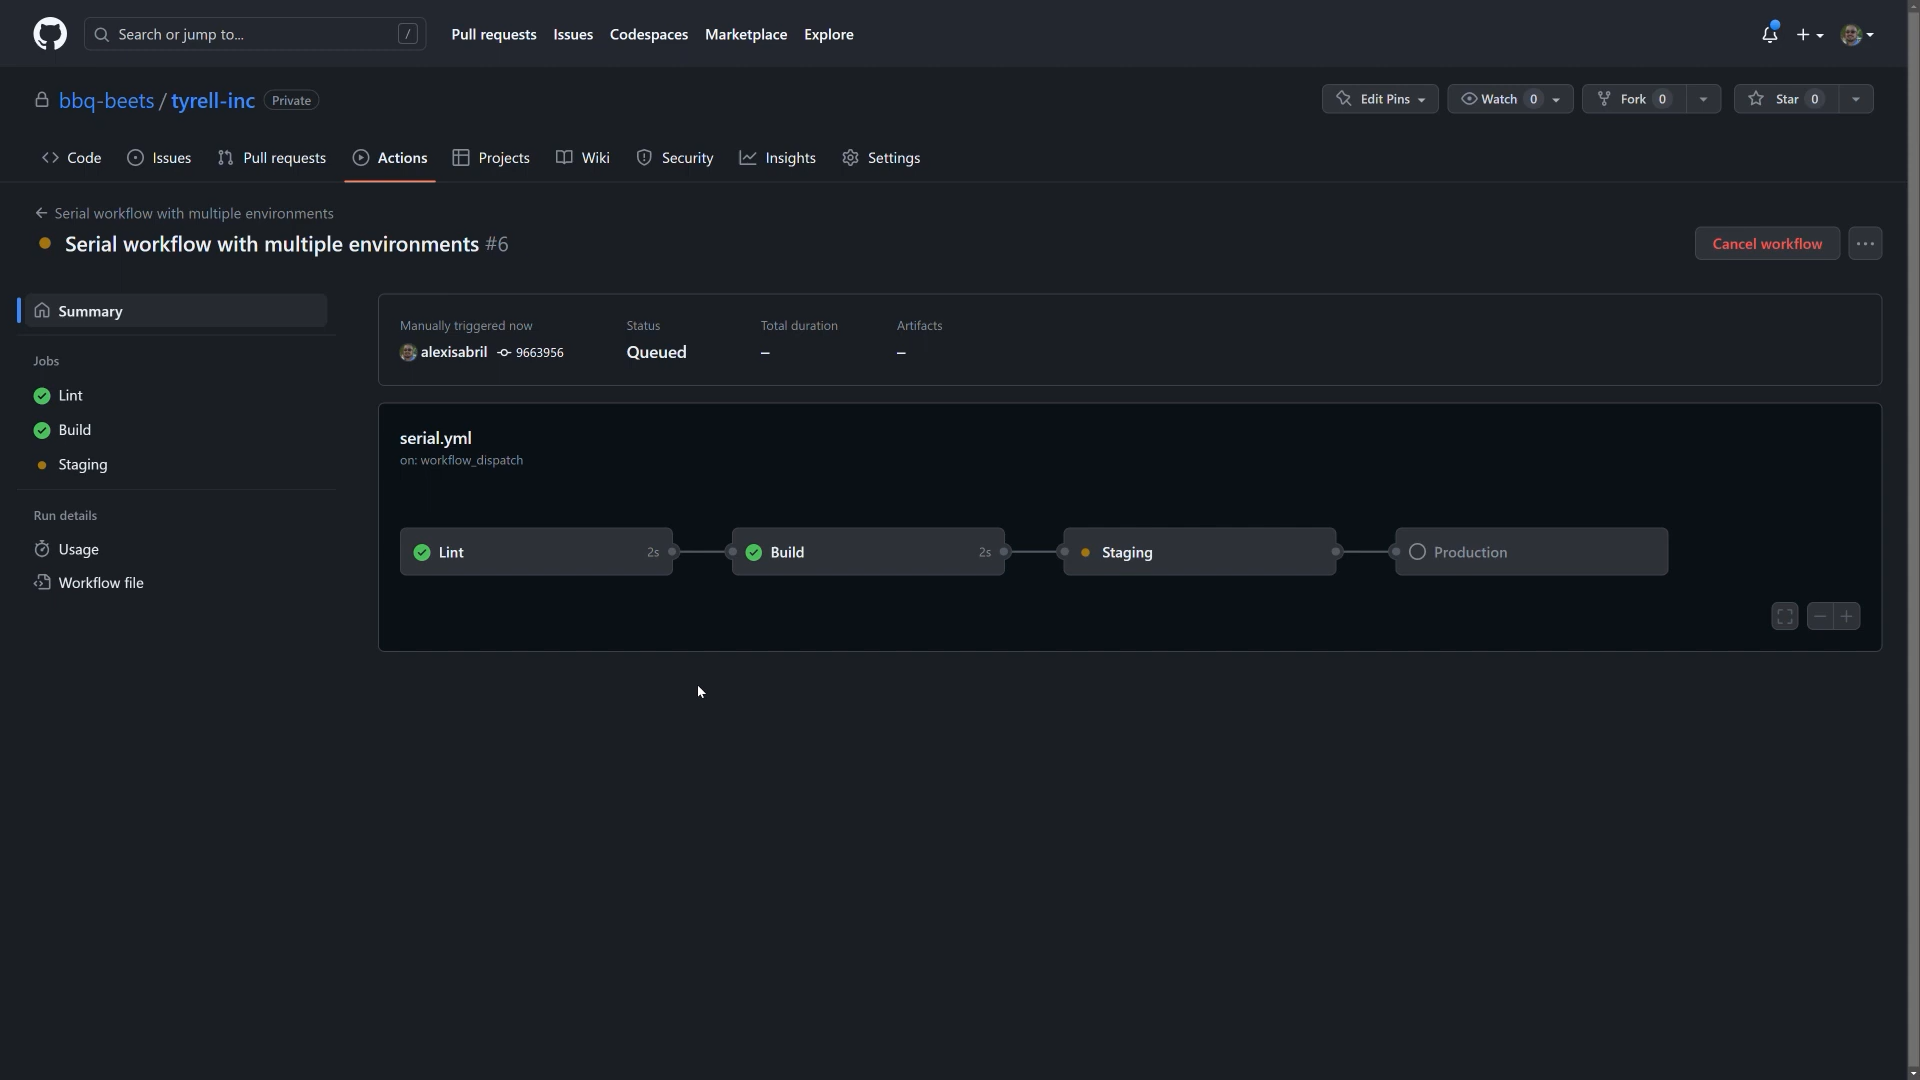 Search or jump to... /
Pull requests Issues Codespaces Marketplace Explore
bbq-beets / tyrell-inc Private
Edit Pins Watch 0 Fork 0 Star 0
Code Issues Pull requests Actions Projects Wiki Security Insights Settings
Serial workflow with multiple environments
Serial workflow with multiple environments #6
Cancel workflow
Summary
Jobs
Lint
Build
Staging
Run details
Usage
Workflow file
Manually triggered now Status Total duration Artifacts
alexisabril 9663956 Queued – –
serial.yml
on: workflow_dispatch
Lint 2s Build 2s Staging Production